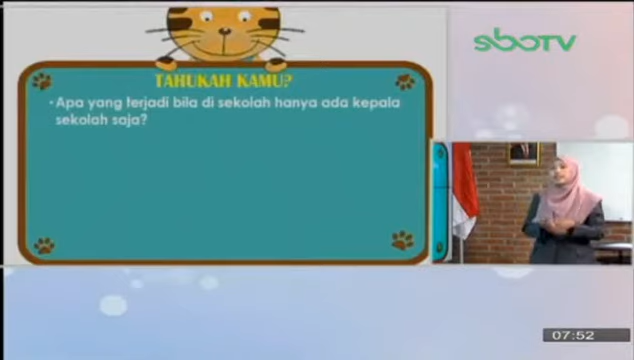 sboTV
TAHUKAH KAMU?
• Apa yang terjadi bila di sekolah hanya ada kepala
sekolah saja?
07:52